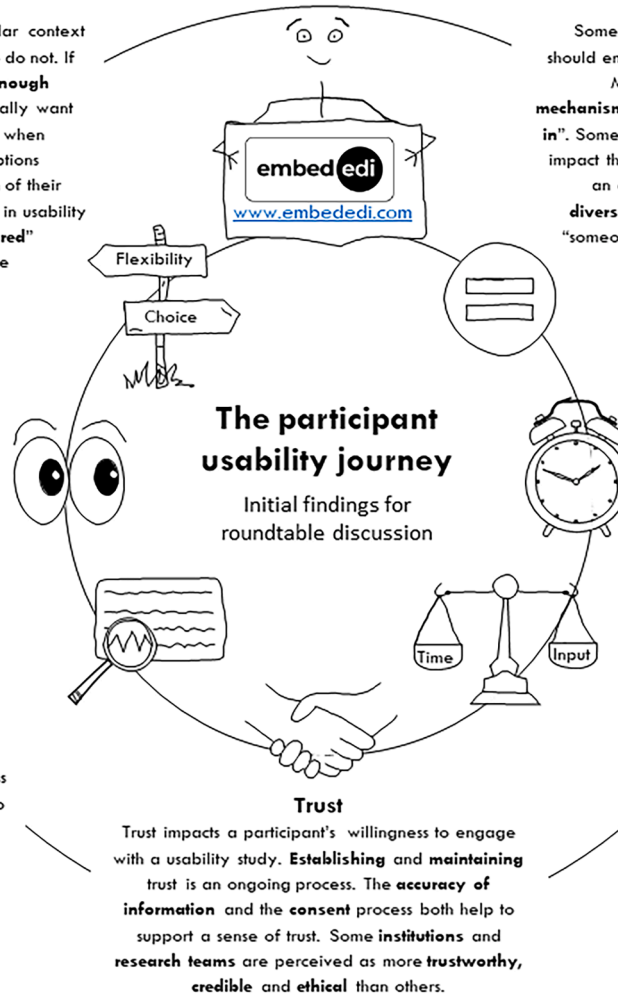 lar context
do not. If
nough
ally want
when
ptions
of their
in usability
red”
e
Some
should en
mechanism
in”. Some
impact th
an
divers
“someo
embed edi
www.embededi.com
Flexibility
Choice
The participant
usability journey
Initial findings for
roundtable discussion
Time
Input
s
Trust
Trust impacts a participant’s willingness to engage
with a usability study. Establishing and maintaining
trust is an ongoing process. The accuracy of
information and the consent process both help to
support a sense of trust. Some institutions and
research teams are perceived as more trustworthy,
credible and ethical than others.